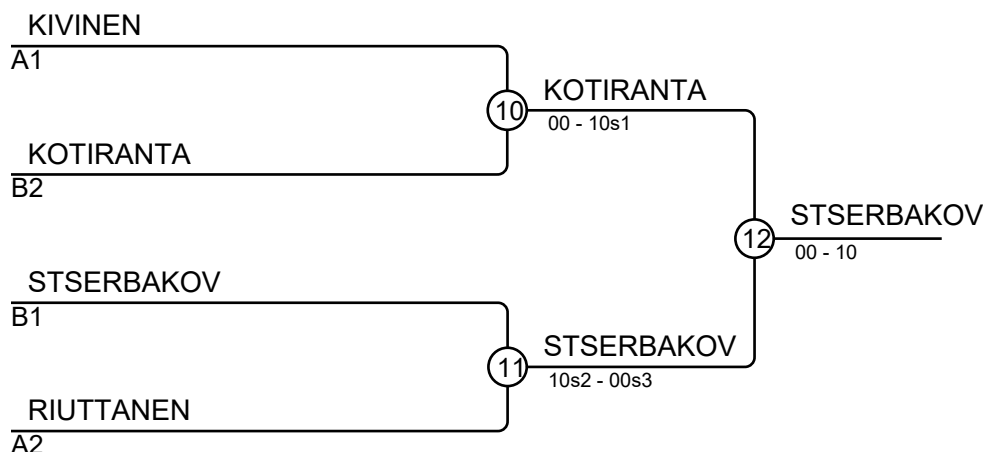 KIVINEN
A1
10
KOTIRANTA
00 - 10s1
KOTIRANTA
B2
12
STSERBAKOV
00 - 10
STSERBAKOV
B1
11
STSERBAKOV
10s2 - 00s3
RIUTTANEN
A2